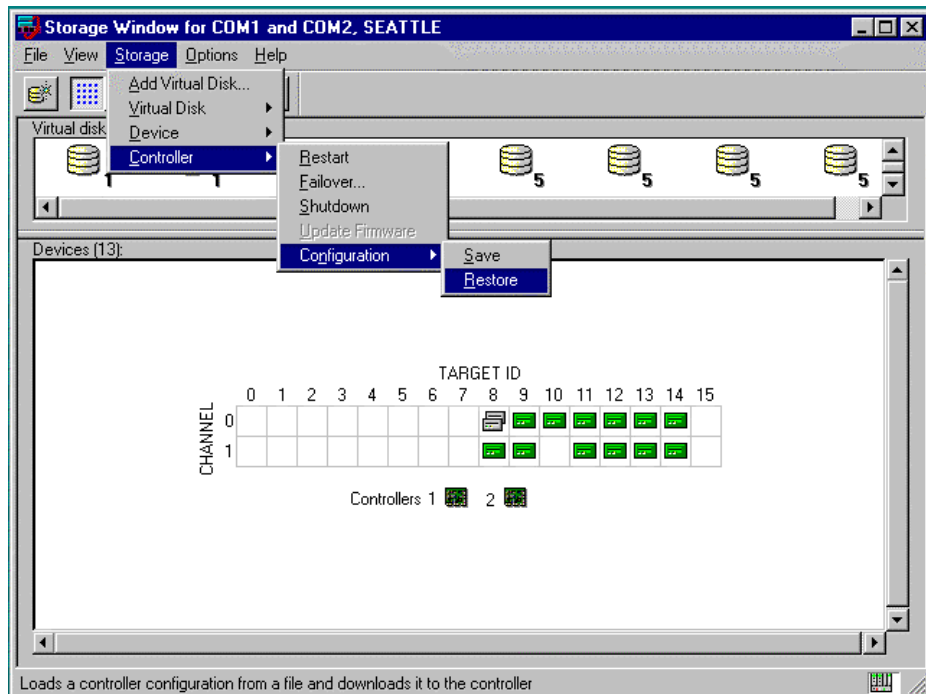 Storage Window for COM1 and COM2, SEATTLE
File View Storage Options Help
Add Virtual Disk...
Virtual Disk
Device
Controller
Restart
Failover...
Shutdown
Update Firmware
Configuration
Save
Restore
Virtual disk
1 1 5 5 5 5
Devices (13):
TARGET ID
0 1 2 3 4 5 6 7 8 9 10 11 12 13 14 15
CHANNEL
0
1
Controllers 1 2
Loads a controller configuration from a file and downloads it to the controller